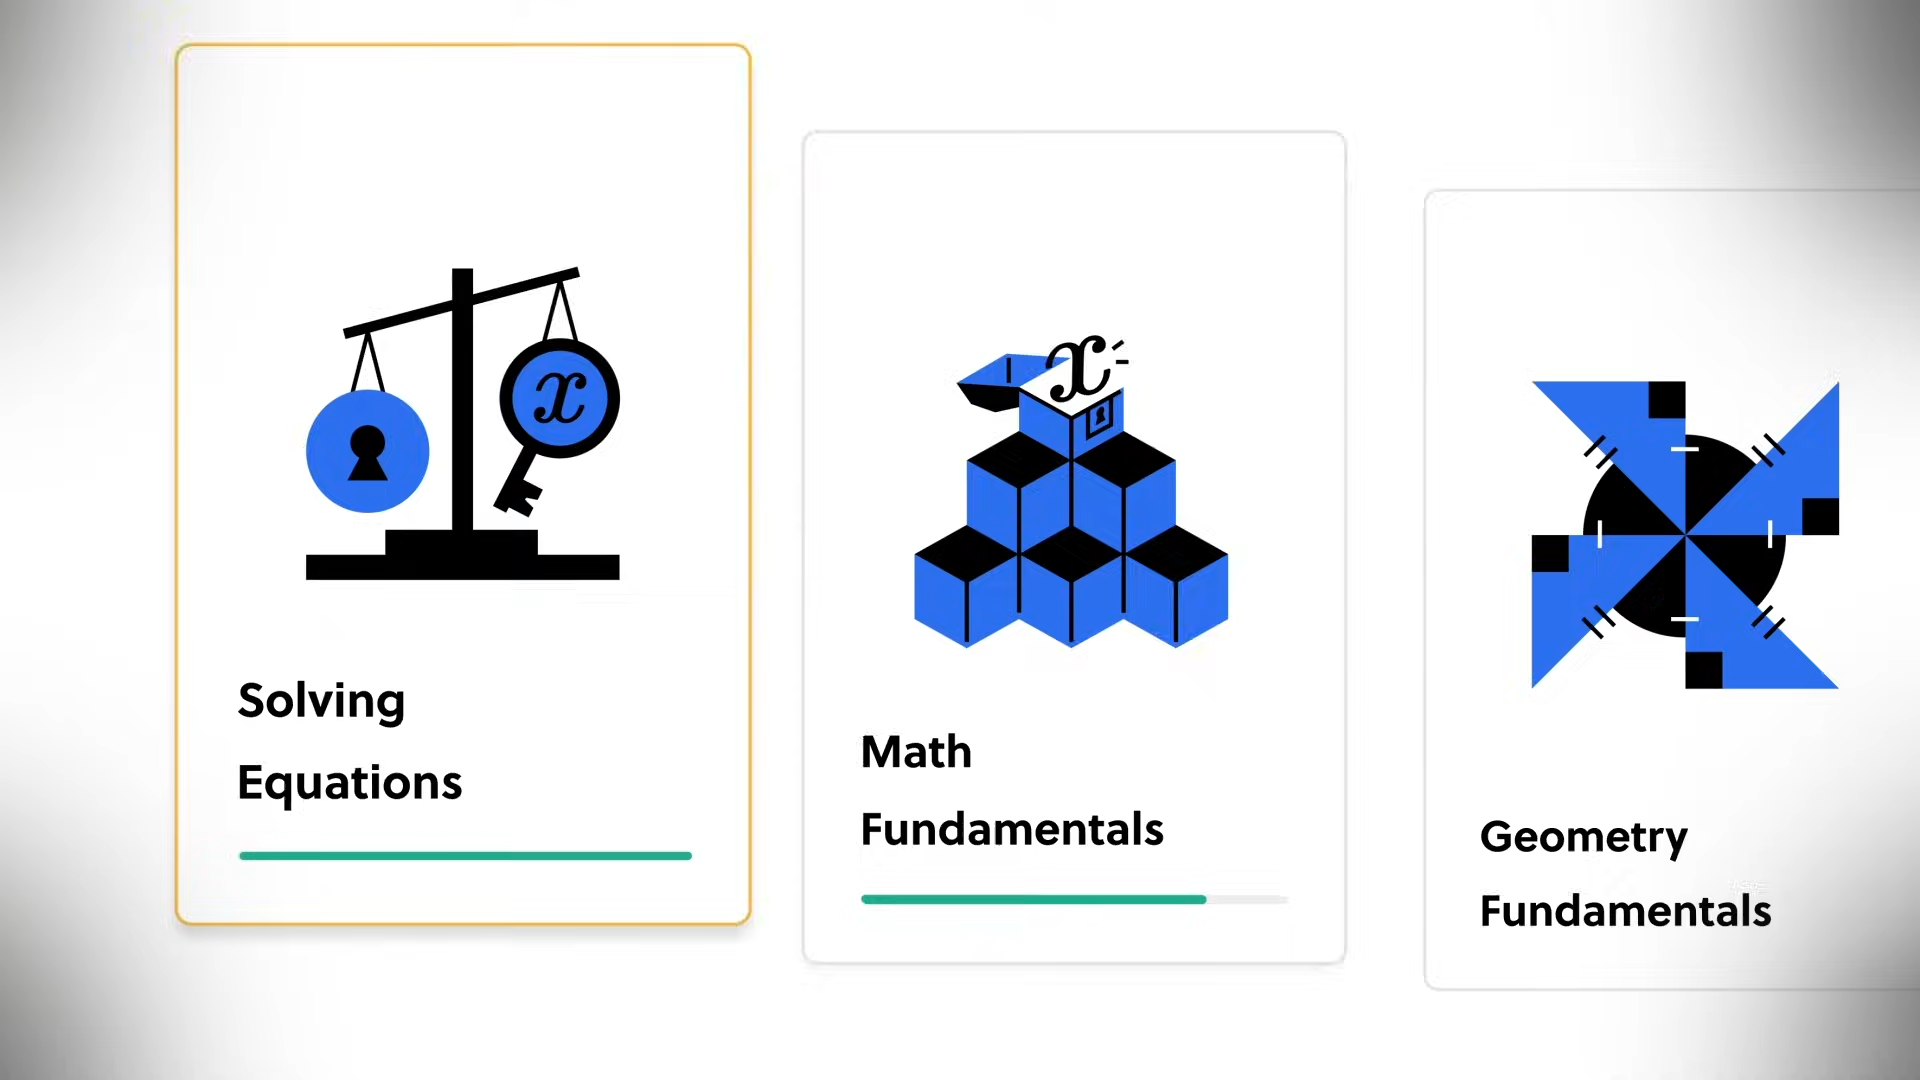 x
Solving
Equations
x
Math
Fundamentals
Geometry
Fundamentals